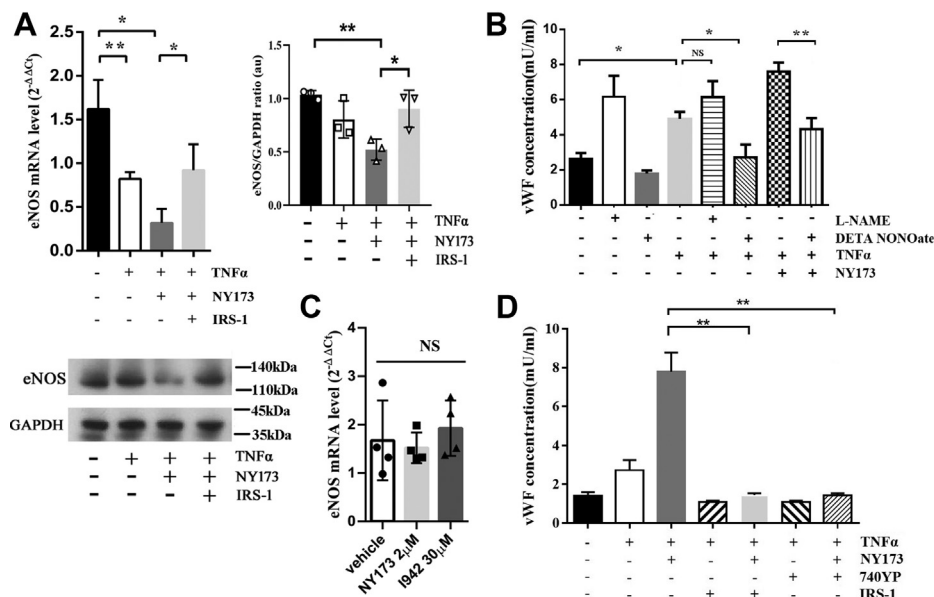 A
eNOS mRNA level (2-ΔΔCt)
2.5
2.0
1.5
1.0
0.5
0.0
*
**
*
- + + + TNFα
- - + + NY173
- - - + IRS-1
eNOS/GAPDH ratio (au)
1.5
1.0
0.5
0.0
**
*
- + + + TNFα
- - + + NY173
- - - + IRS-1
eNOS
140kDa
110kDa
GAPDH
45kDa
35kDa
- + + + TNFα
- - + + NY173
- - - + IRS-1
B
vWF concentration(mU/ml)
10
8
6
4
2
0
*
*
NS
**
+ + L-NAME
+ + + DETA NONOate
+ + + + + TNFα
+ + NY173
C
eNOS mRNA level (2-ΔΔCt)
4
3
2
1
0
NS
vehicle
NY173 2μM
I942 30μM
D
vWF concentration(mU/ml)
10
8
6
4
2
0
**
**
- + + + + + + TNFα
- - + - + - + NY173
- - - - - + + 740YP
- - - + + - - IRS-1